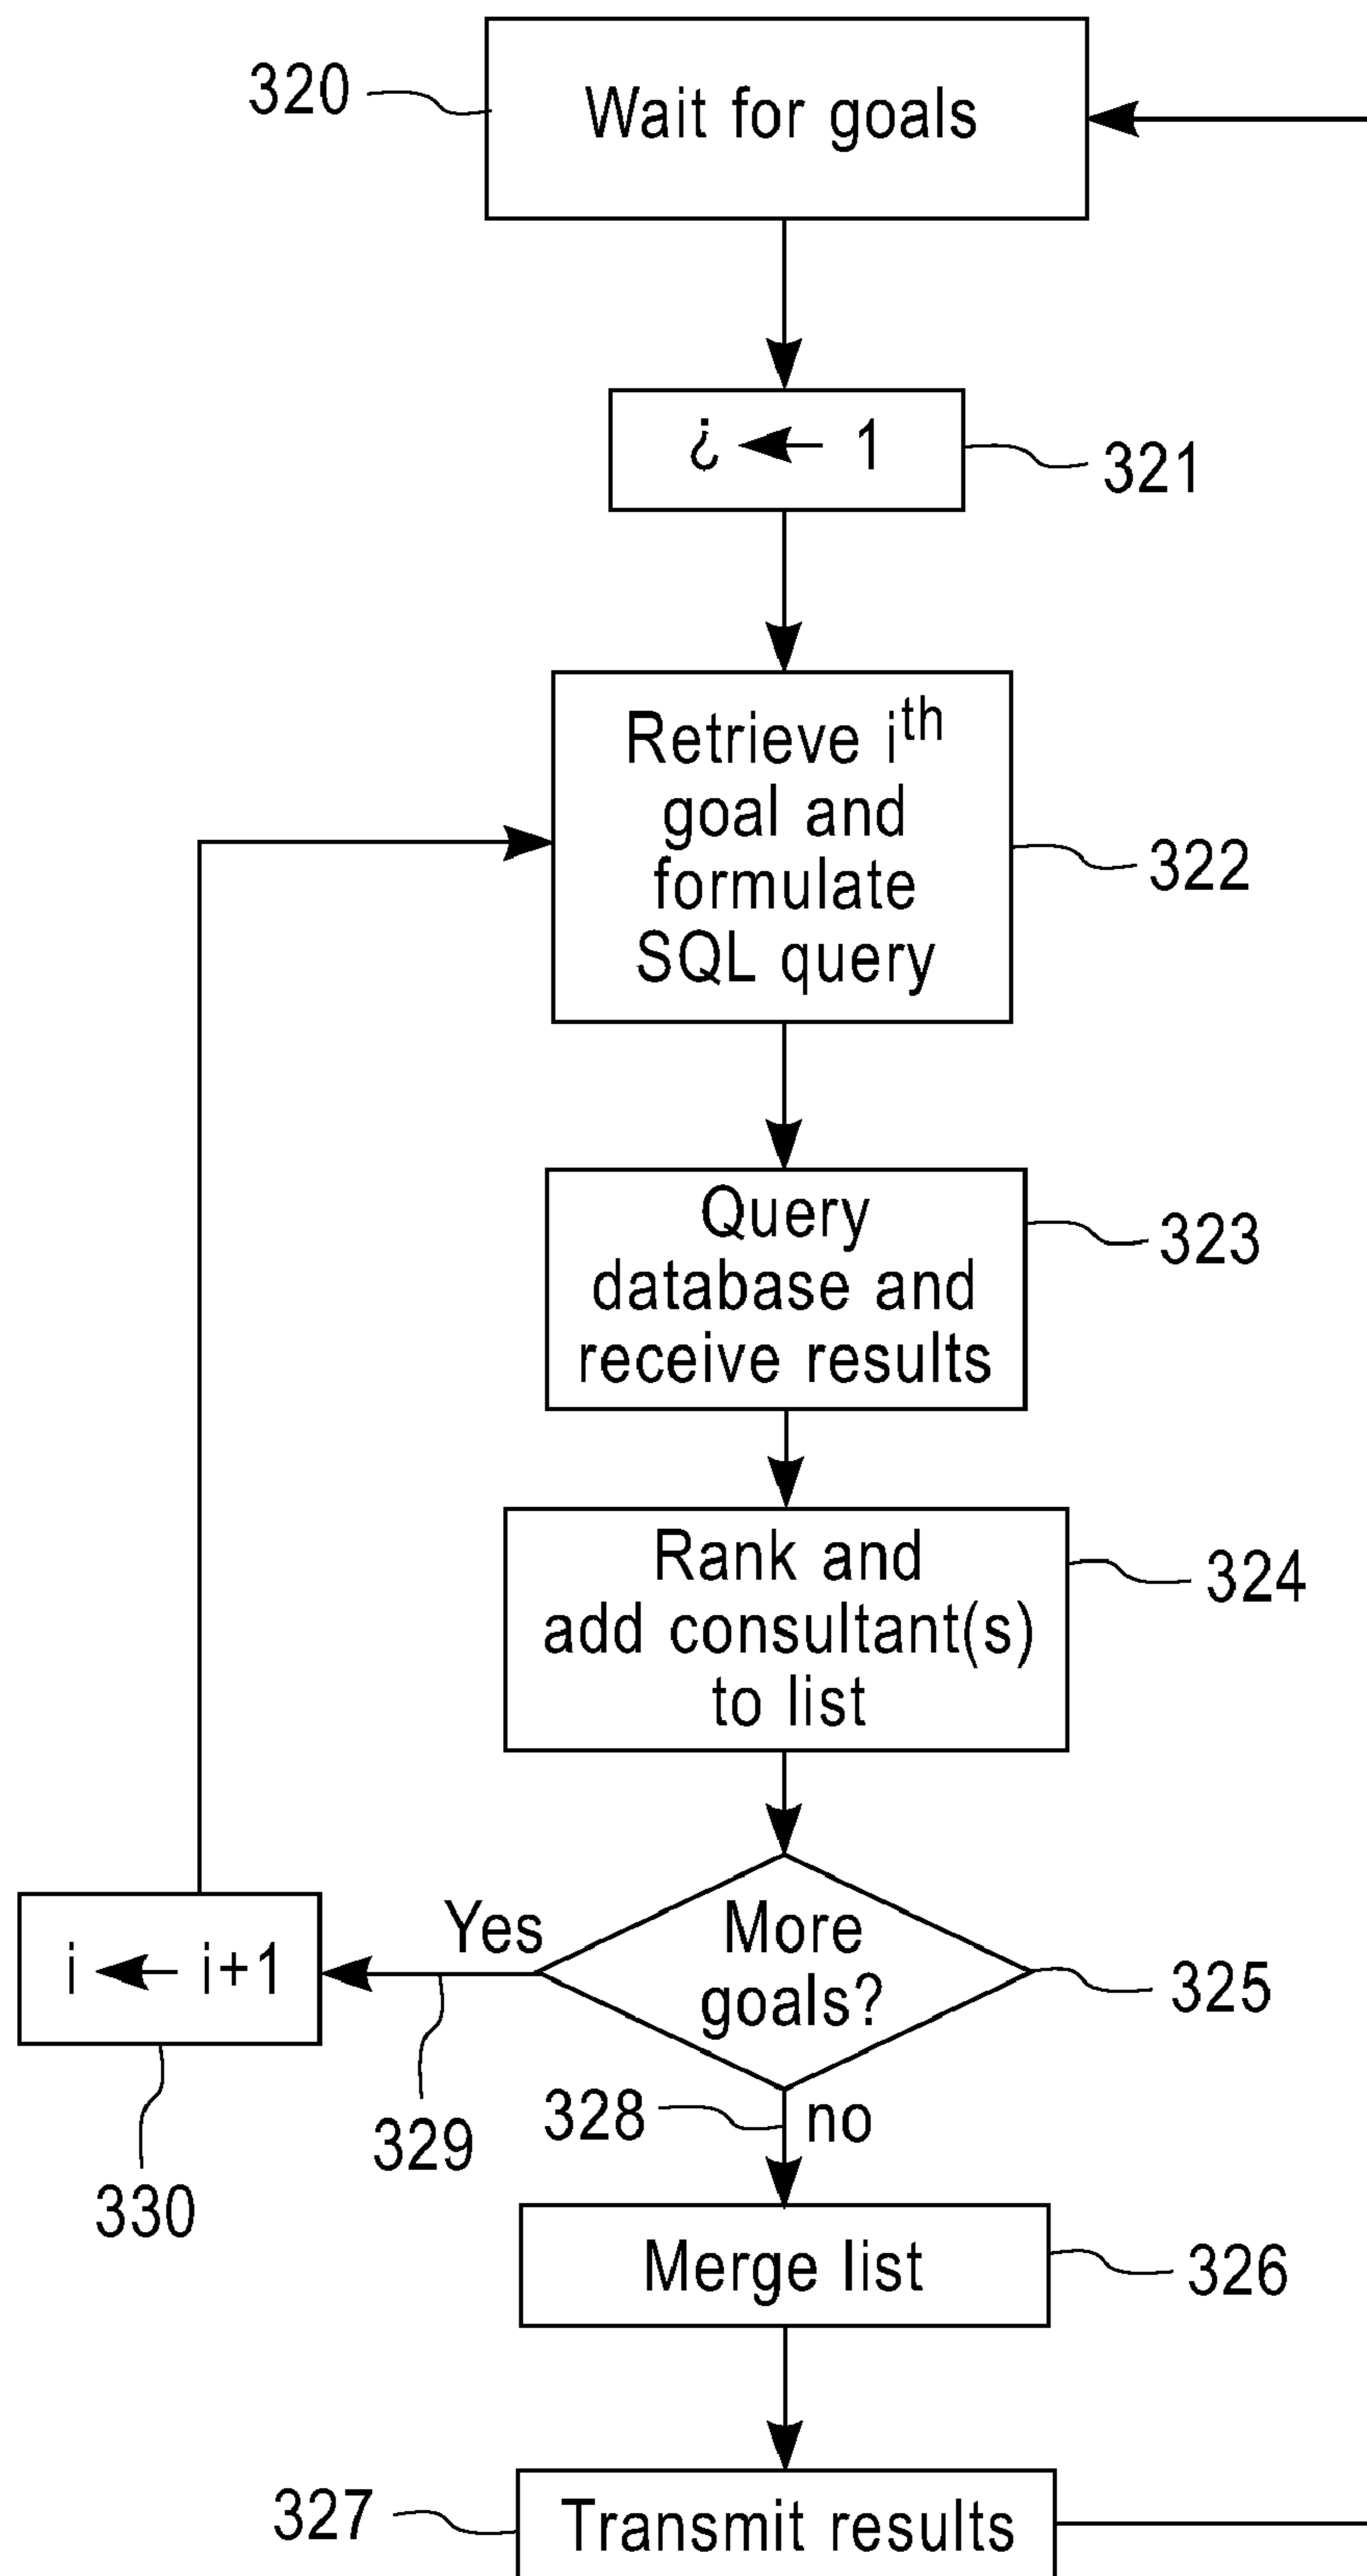 320
Wait for goals
¿ ← 1
321
Retrieve iᵗʰ
goal and
formulate
SQL query
322
Query
database and
receive results
323
Rank and
add consultant(s)
to list
324
More
goals?
325
Yes
i ← i+1
329
330
328
no
Merge list
326
327
Transmit results